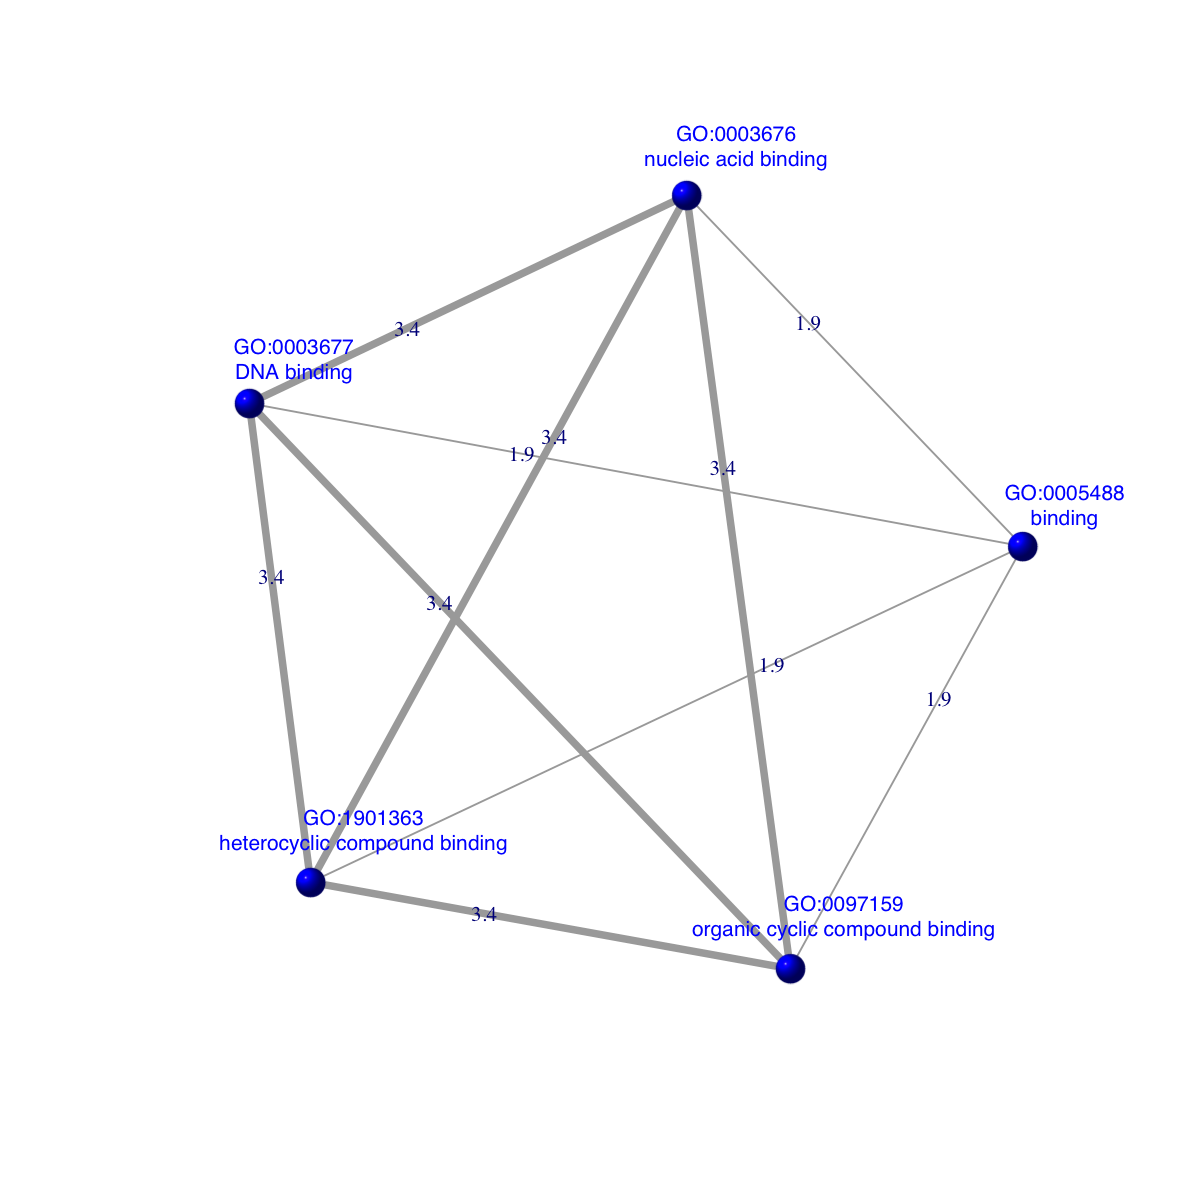 GO:0003676
nucleic acid binding
1.9
3.4
GO:0003677
DNA binding
3.4
1.9
3.4
GO:0005488
binding
3.4
3.4
1.9
1.9
GO:1901363
heterocyclic compound binding
3.4
GO:0097159
organic cyclic compound binding